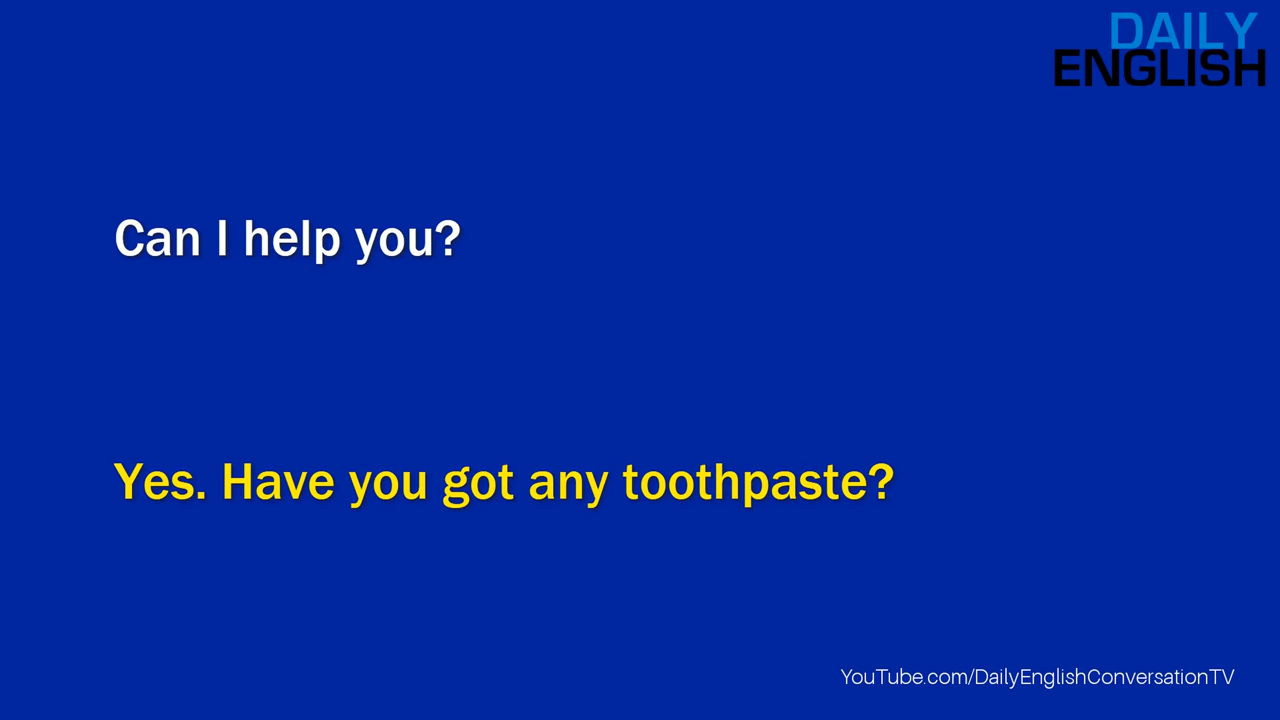 DAILY
ENGLISH
Can I help you?
Yes. Have you got any toothpaste?
YouTube.com/DailyEnglishConversationTV